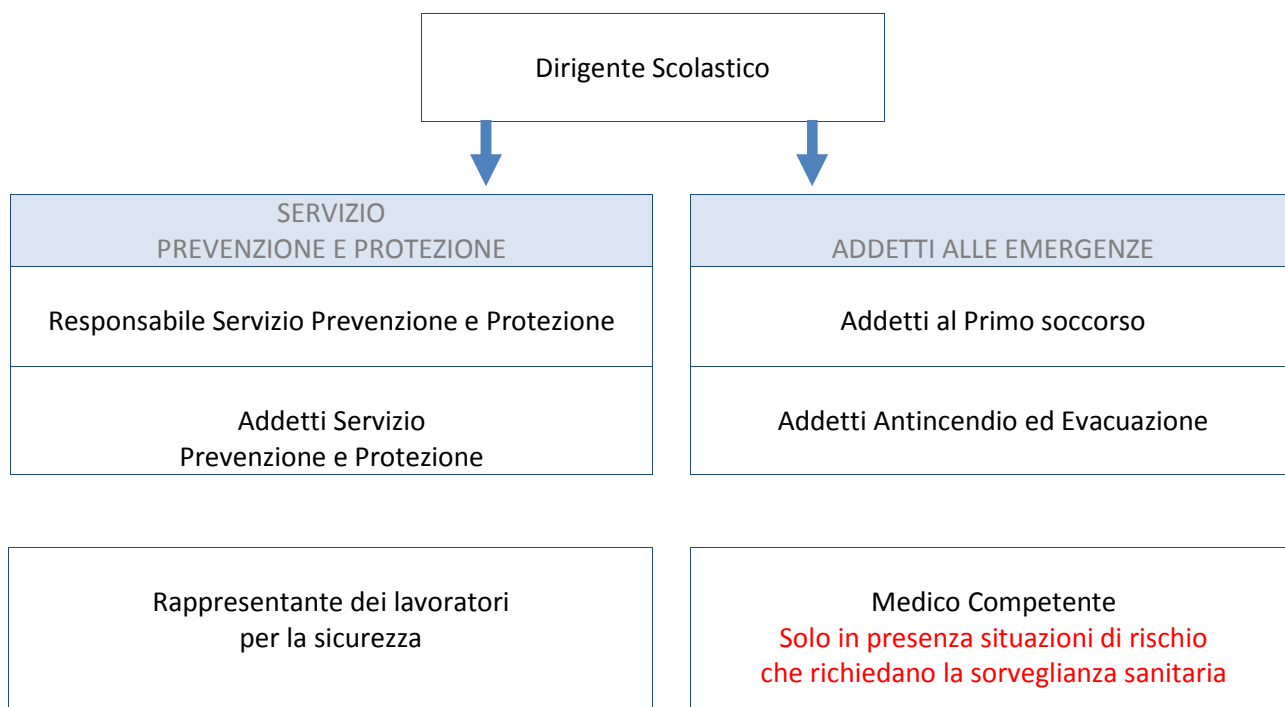 Dirigente Scolastico
SERVIZIO
PREVENZIONE E PROTEZIONE
Responsabile Servizio Prevenzione e Protezione
Addetti Servizio
Prevenzione e Protezione
ADDETTI ALLE EMERGENZE
Addetti al Primo soccorso
Addetti Antincendio ed Evacuazione
Rappresentante dei lavoratori
per la sicurezza
Medico Competente
Solo in presenza situazioni di rischio
che richiedano la sorveglianza sanitaria